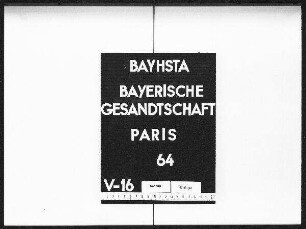 BAYHSTA
BAYERISCHE
GESANDTSCHAFT
PARIS
64
V-16